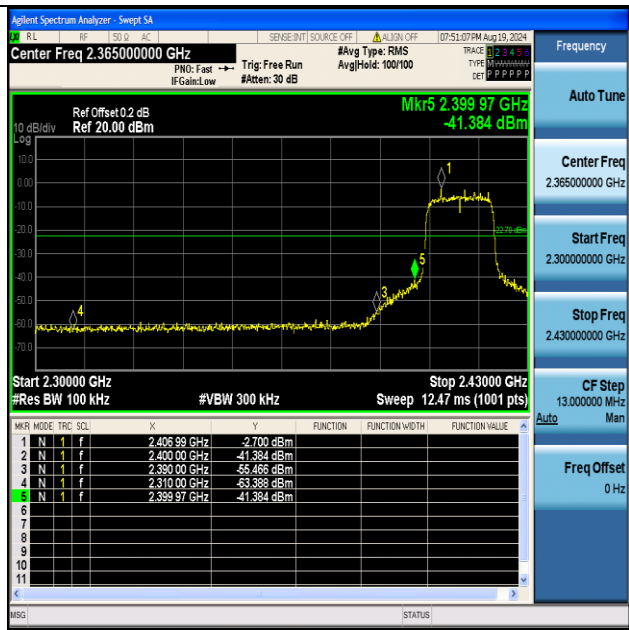 Agilent Spectrum Analyzer - Swept SA
RL RF 50 Ω AC SENSE:INT SOURCE OFF ALIGN OFF 07:51:07 PM Aug 19, 2024
Center Freq 2.365000000 GHz
PNO: Fast
IFGain:Low
Trig: Free Run
#Atten: 30 dB
#Avg Type: RMS
Avg|Hold: 100/100
TRACE 1 2 3 4 5 6
TYPE M
DET P P P P P P
Ref Offset 0.2 dB
Ref 20.00 dBm
10 dB/div
Log
Mkr5 2.399 97 GHz
-41.384 dBm
10.0
0.00
-10.0
-20.0
-30.0
-40.0
-50.0
-60.0
-70.0
1
-22.70 dBm
5
3
4
Start 2.30000 GHz
Stop 2.43000 GHz
#Res BW 100 kHz #VBW 300 kHz Sweep 12.47 ms (1001 pts)
MKR MODE TRC SCL X Y FUNCTION FUNCTION WIDTH FUNCTION VALUE
1 N 1 f 2.406 99 GHz -2.700 dBm
2 N 1 f 2.400 00 GHz -41.384 dBm
3 N 1 f 2.390 00 GHz -55.466 dBm
4 N 1 f 2.310 00 GHz -63.388 dBm
5 N 1 f 2.399 97 GHz -41.384 dBm
6
7
8
9
10
11
MSG STATUS
Frequency
Auto Tune
Center Freq
2.365000000 GHz
Start Freq
2.300000000 GHz
Stop Freq
2.430000000 GHz
CF Step
13.000000 MHz
Auto Man
Freq Offset
0 Hz